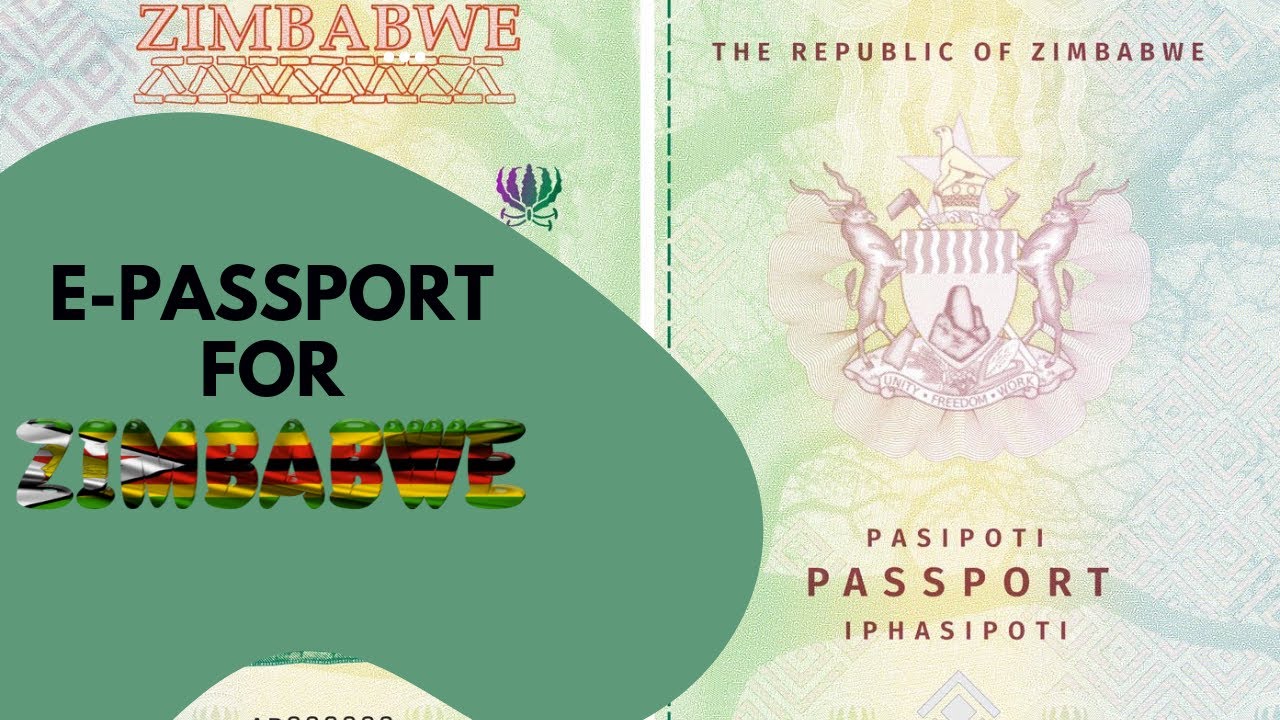 ZIMBABWE
E-PASSPORT
FOR
ZIMBABWE
THE REPUBLIC OF ZIMBABWE
UNITY • FREEDOM • WORK
PASIPOTI
PASSPORT
IPHASIPOTI